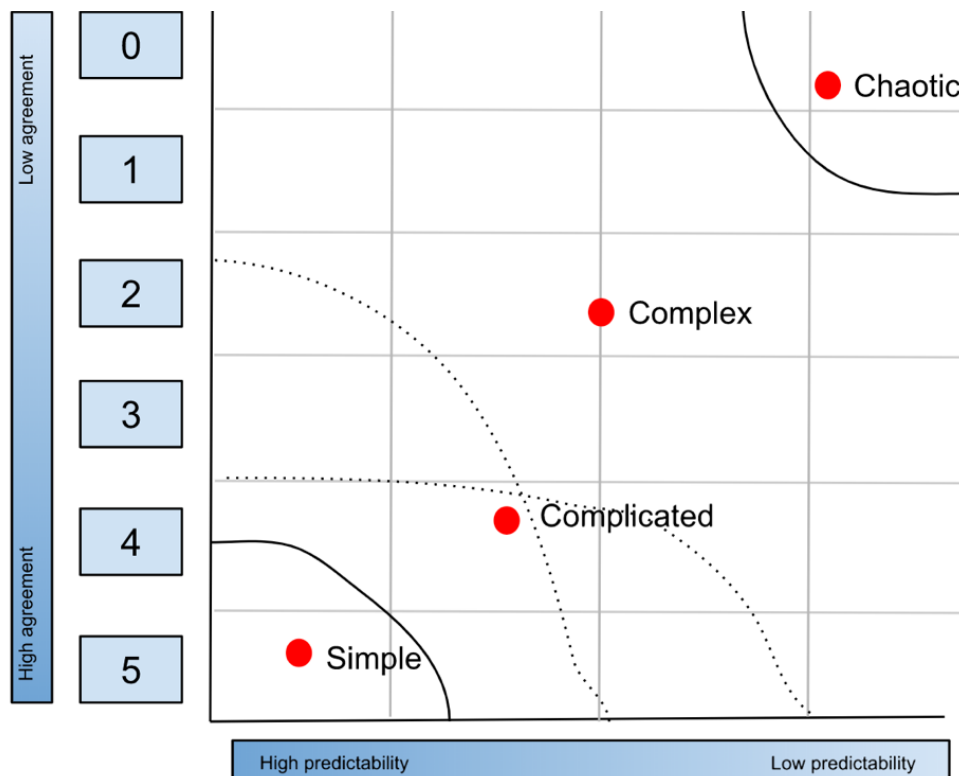 Low agreement
High agreement
0
1
2
3
4
5
Chaotic
Complex
Complicated
Simple
High predictability
Low predictability